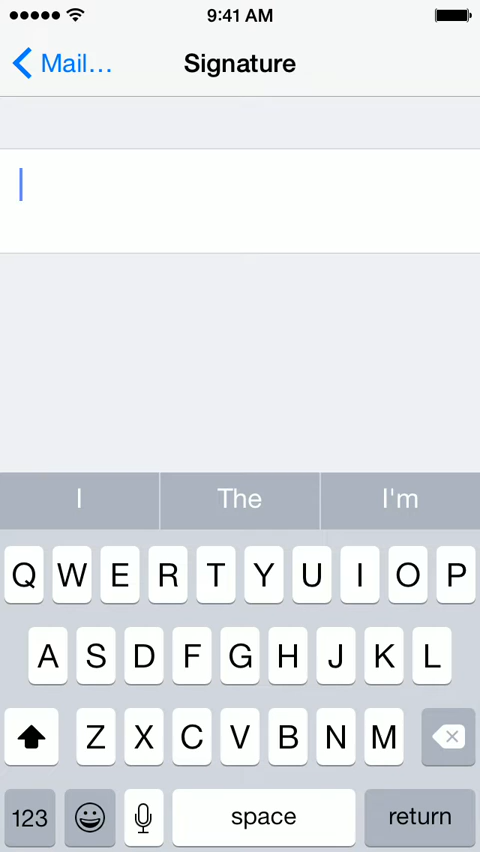 9:41 AM
Mail... Signature
I The I'm
Q W E R T Y U I O P
A S D F G H J K L
Z X C V B N M
123 space return